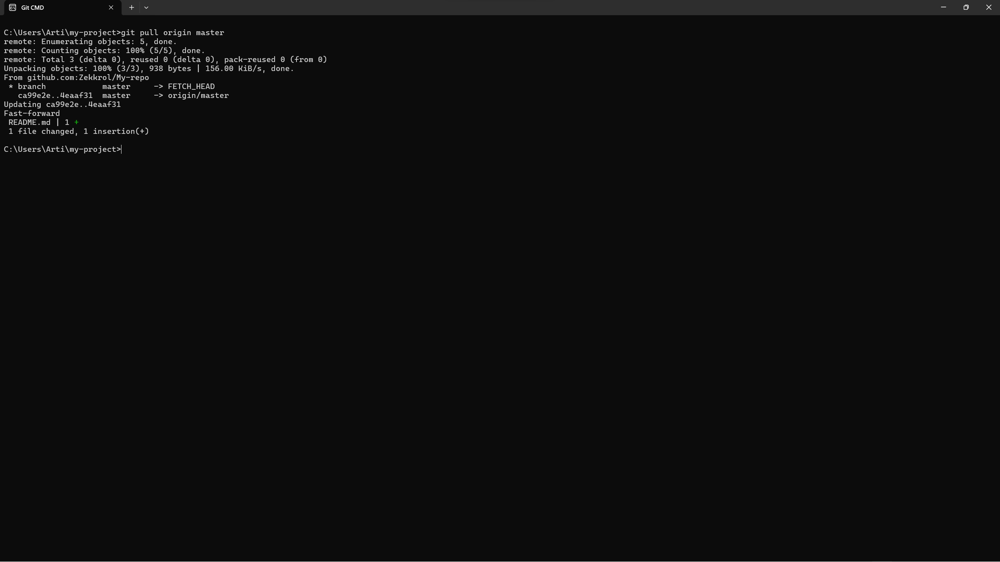 Git CMD
C:\Users\Arti\my-project>git pull origin master
remote: Enumerating objects: 5, done.
remote: Counting objects: 100% (5/5), done.
remote: Total 3 (delta 0), reused 0 (delta 0), pack-reused 0 (from 0)
Unpacking objects: 100% (3/3), 938 bytes | 156.00 KiB/s, done.
From github.com:Zekkrol/My-repo
 * branch            master     -> FETCH_HEAD
   ca99e2e..4eaaf31  master     -> origin/master
Updating ca99e2e..4eaaf31
Fast-forward
 README.md | 1 +
 1 file changed, 1 insertion(+)
C:\Users\Arti\my-project>